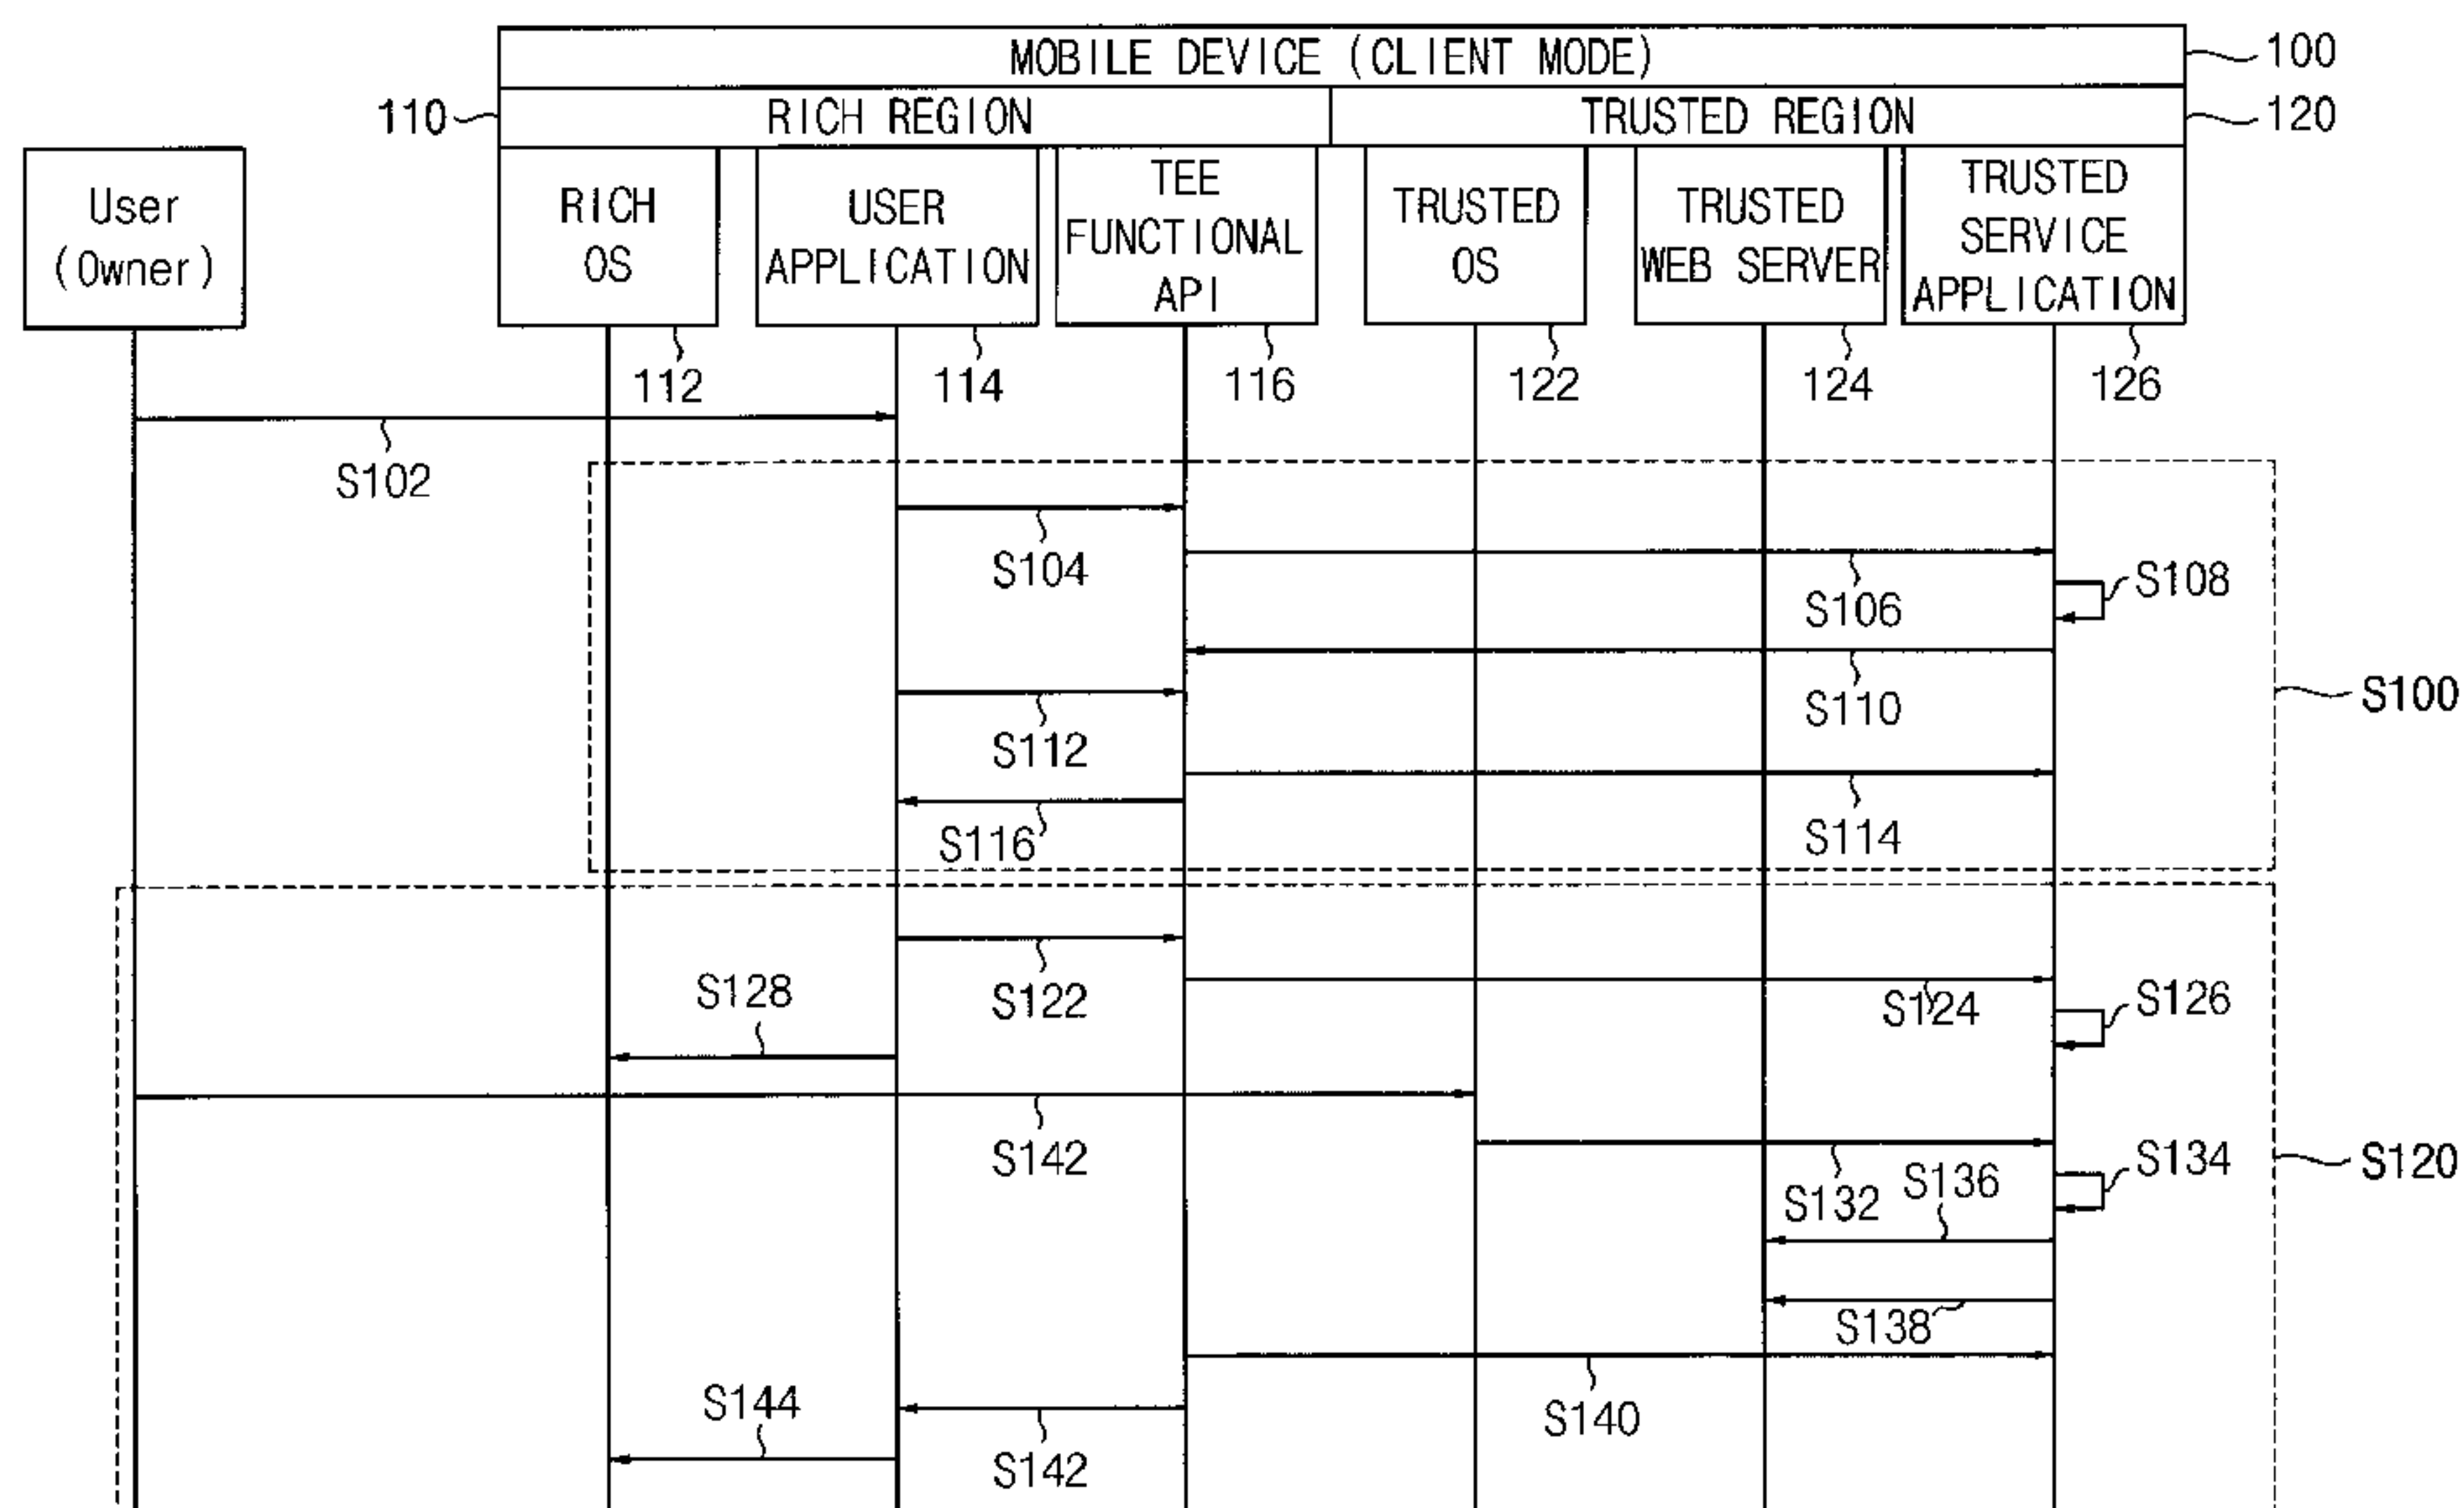 MOBILE DEVICE (CLIENT MODE)
100
110
RICH REGION
TRUSTED REGION
120
User
(Owner)
RICH
OS
USER
APPLICATION
TEE
FUNCTIONAL
API
TRUSTED
OS
TRUSTED
WEB SERVER
TRUSTED
SERVICE
APPLICATION
112
114
116
122
124
126
S102
S104
S106
S108
S110
S100
S112
S114
S116
S122
S124
S126
S128
S142
S132
S136
S134
S120
S138
S140
S144
S142